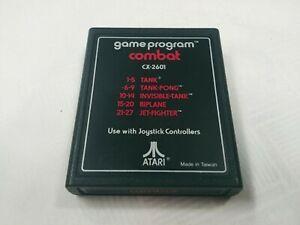 game program™
combat
CX-2601
1-5 TANK®
6-9 TANK-PONG™
10-14 INVISIBLE-TANK™
15-20 BIPLANE
21-27 JET-FIGHTER™
Use with Joystick Controllers
ATARI®
Made in Taiwan